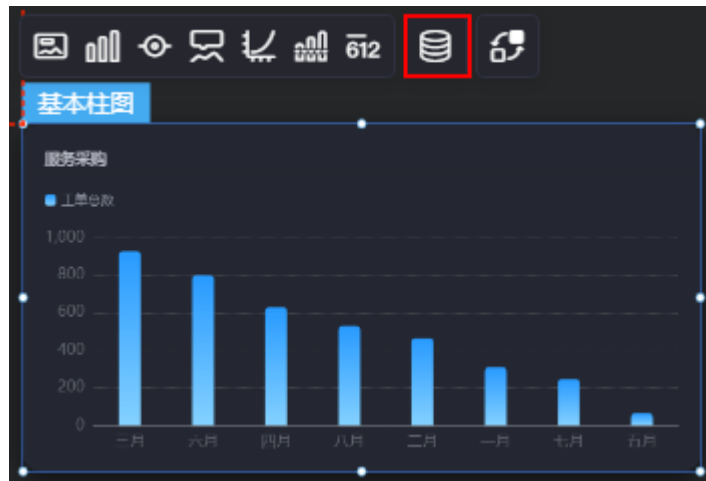 612
基本柱图
服务采购
工单总数
1,000
800
600
400
200
0
三月 六月 四月 八月 二月 一月 七月 五月